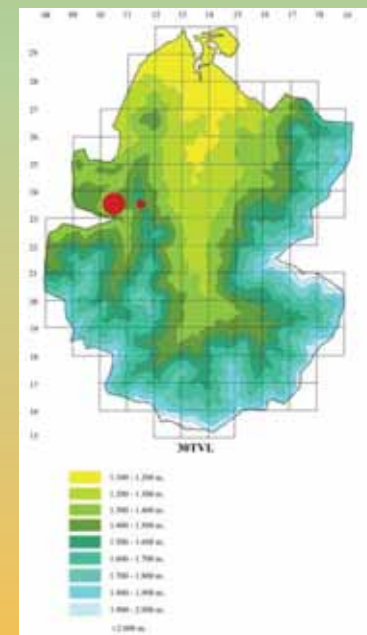 08 09 10 11 12 13 14 15 16 17 18 19
29
28
27
26
25
24
23
22
21
20
19
18
17
16
15
30TVL
1.100 - 1.200 m.
1.200 - 1.300 m.
1.300 - 1.400 m.
1.400 - 1.500 m.
1.500 - 1.600 m.
1.600 - 1.700 m.
1.700 - 1.800 m.
1.800 - 1.900 m.
1.900 - 2.000 m.